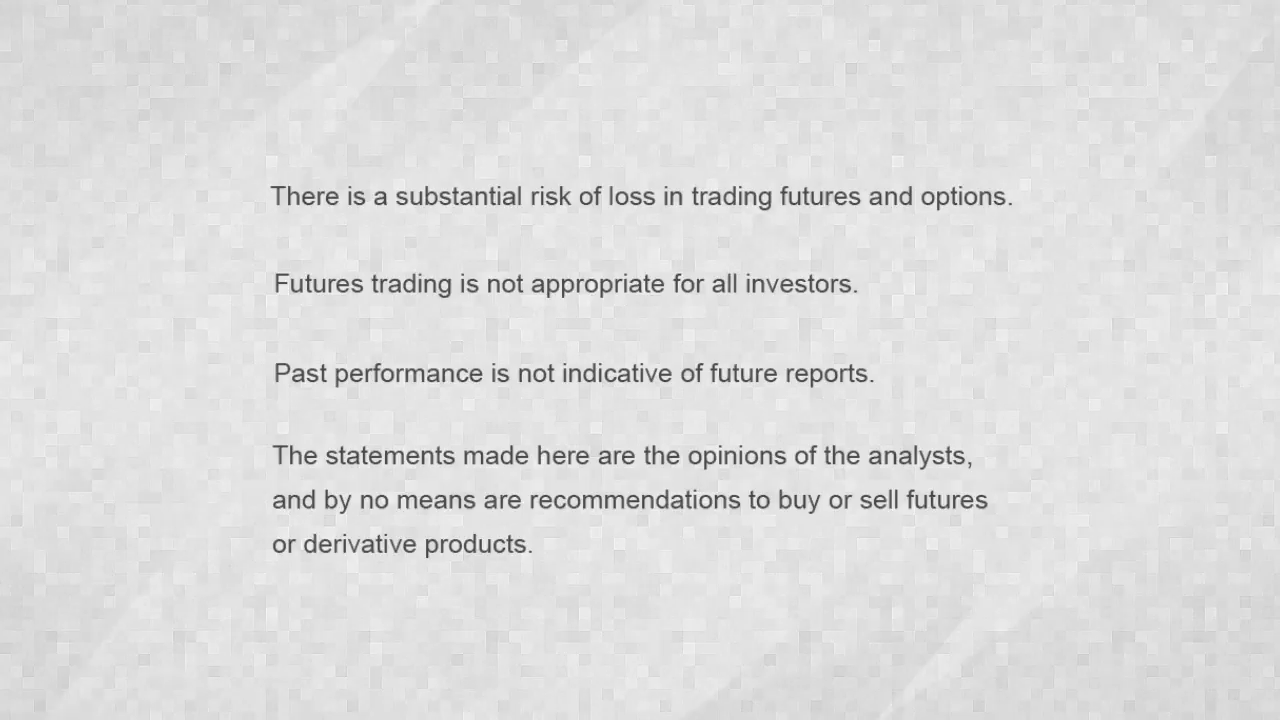 There is a substantial risk of loss in trading futures and options.
Futures trading is not appropriate for all investors.
Past performance is not indicative of future reports.
The statements made here are the opinions of the analysts,
and by no means are recommendations to buy or sell futures
or derivative products.